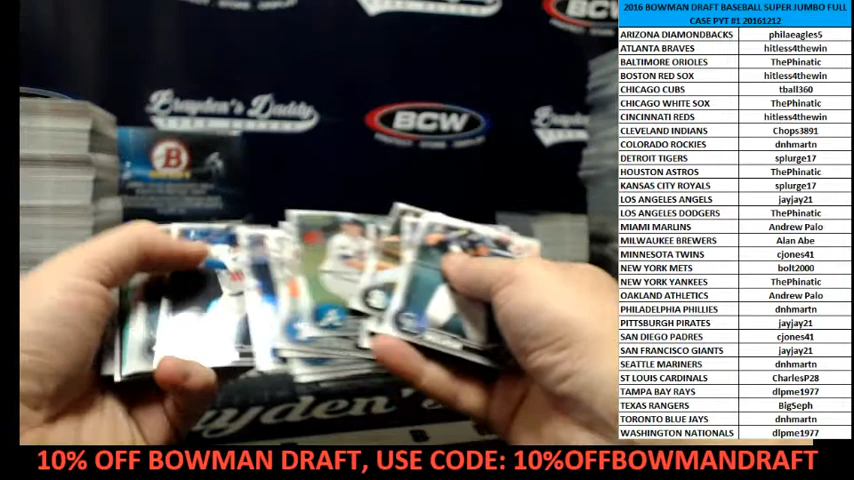 2016 BOWMAN DRAFT BASEBALL SUPER JUMBO FULL
CASE PYT #1 20161212
ARIZONA DIAMONDBACKS philaeagles5
ATLANTA BRAVES hitless4thewin
BALTIMORE ORIOLES ThePhinatic
BOSTON RED SOX hitless4thewin
CHICAGO CUBS tball360
CHICAGO WHITE SOX ThePhinatic
CINCINNATI REDS hitless4thewin
CLEVELAND INDIANS Chops3891
COLORADO ROCKIES dnhmartn
DETROIT TIGERS splurge17
HOUSTON ASTROS ThePhinatic
KANSAS CITY ROYALS splurge17
LOS ANGELES ANGELS jayjay21
LOS ANGELES DODGERS ThePhinatic
MIAMI MARLINS Andrew Palo
MILWAUKEE BREWERS Alan Abe
MINNESOTA TWINS cjones41
NEW YORK METS bolt2000
NEW YORK YANKEES ThePhinatic
OAKLAND ATHLETICS Andrew Palo
PHILADELPHIA PHILLIES dnhmartn
PITTSBURGH PIRATES jayjay21
SAN DIEGO PADRES cjones41
SAN FRANCISCO GIANTS jayjay21
SEATTLE MARINERS dnhmartn
ST LOUIS CARDINALS CharlesP28
TAMPA BAY RAYS dlpme1977
TEXAS RANGERS BigSeph
TORONTO BLUE JAYS dnhmartn
WASHINGTON NATIONALS dlpme1977
BCW
Brayden's Daddy
BCW
B
Brayden's
10% OFF BOWMAN DRAFT, USE CODE: 10%OFFBOWMANDRAFT